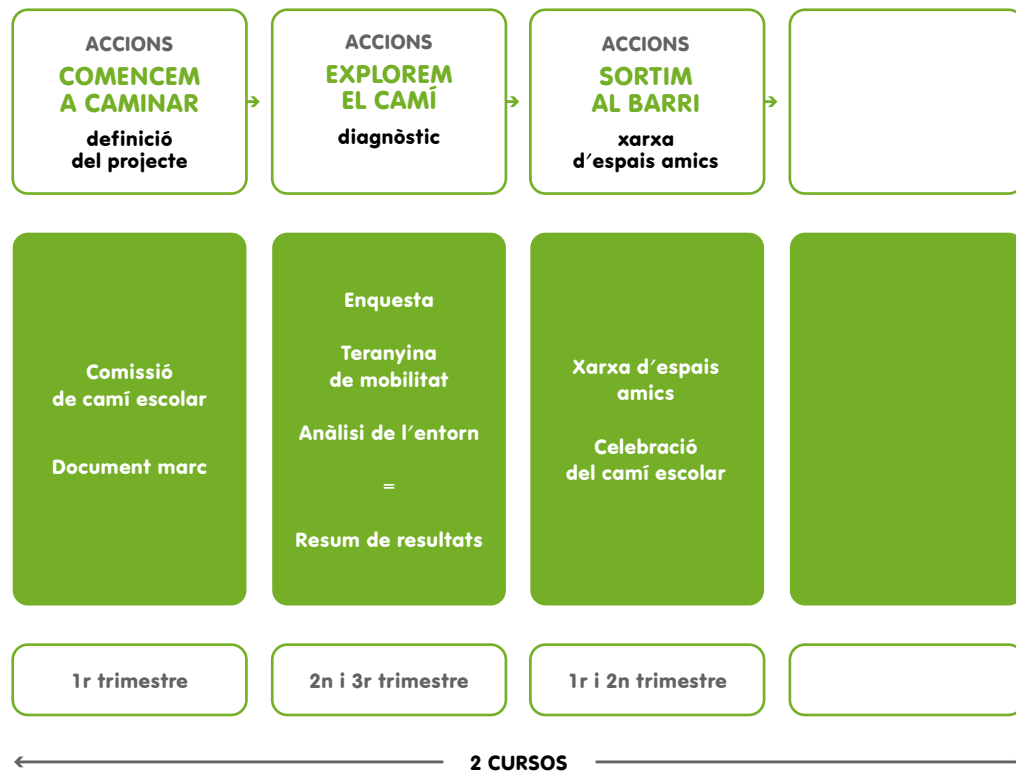 ACCIONS
COMENCEM
A CAMINAR
definició
del projecte
ACCIONS
EXPLOREM
EL CAMÍ
diagnòstic
ACCIONS
SORTIM
AL BARRI
xarxa
d'espais amics
Comissió
de camí escolar
Document marc
Enquesta
Teranyina
de mobilitat
Anàlisi de l'entorn
=
Resum de resultats
Xarxa d'espais
amics
Celebració
del camí escolar
1r trimestre
2n i 3r trimestre
1r i 2n trimestre
2 CURSOS